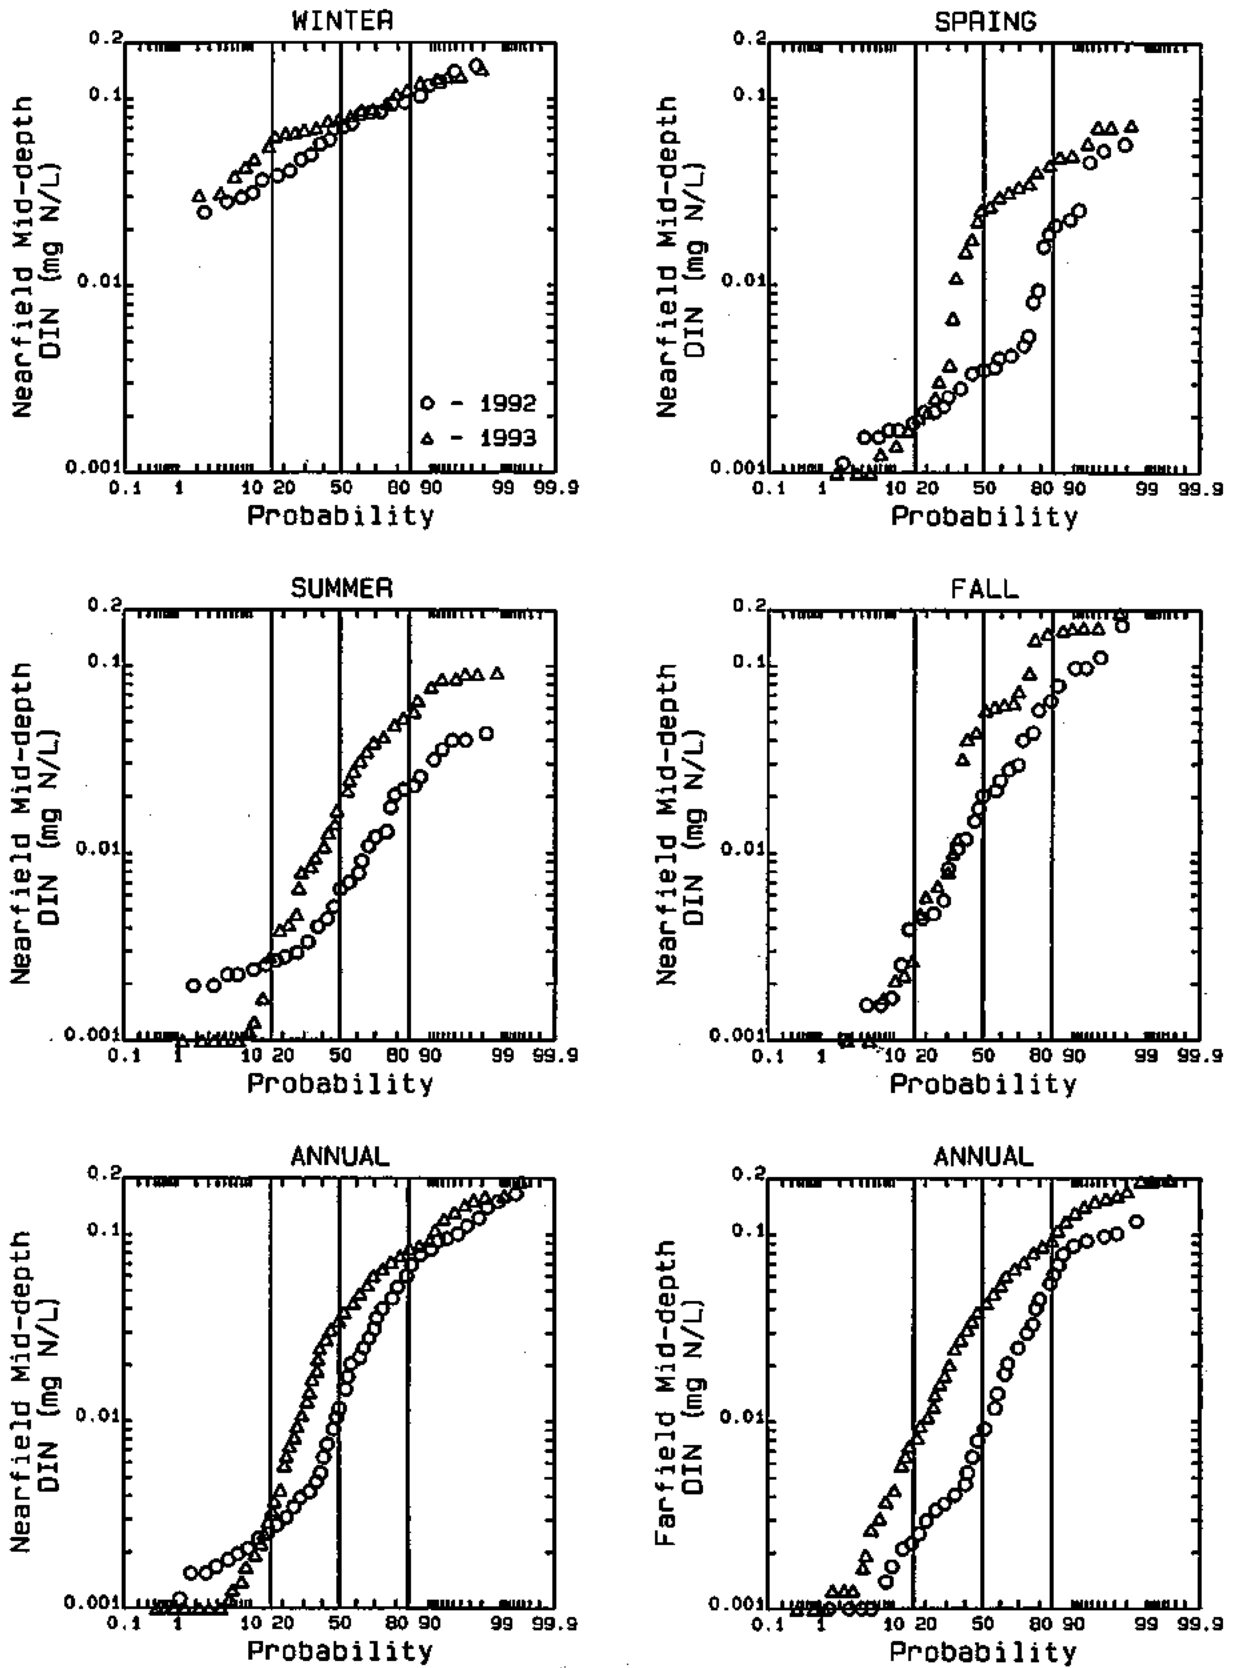 WINTER
0.2
0.1
0.01
0.001
Nearfield Mid-depth
DIN (mg N/L)
○ - 1992
△ - 1993
0.1 1 10 20 50 80 90 99 99.9
Probability
SPRING
0.2
0.1
0.01
0.001
Nearfield Mid-depth
DIN (mg N/L)
0.1 1 10 20 50 80 90 99 99.9
Probability
SUMMER
0.2
0.1
0.01
0.001
Nearfield Mid-depth
DIN (mg N/L)
0.1 1 10 20 50 80 90 99 99.9
Probability
FALL
0.2
0.1
0.01
0.001
Nearfield Mid-depth
DIN (mg N/L)
0.1 1 10 20 50 80 90 99 99.9
Probability
ANNUAL
0.2
0.1
0.01
0.001
Nearfield Mid-depth
DIN (mg N/L)
0.1 1 10 20 50 80 90 99 99.9
Probability
ANNUAL
0.2
0.1
0.01
0.001
Farfield Mid-depth
DIN (mg N/L)
0.1 1 10 20 50 80 90 99 99.9
Probability